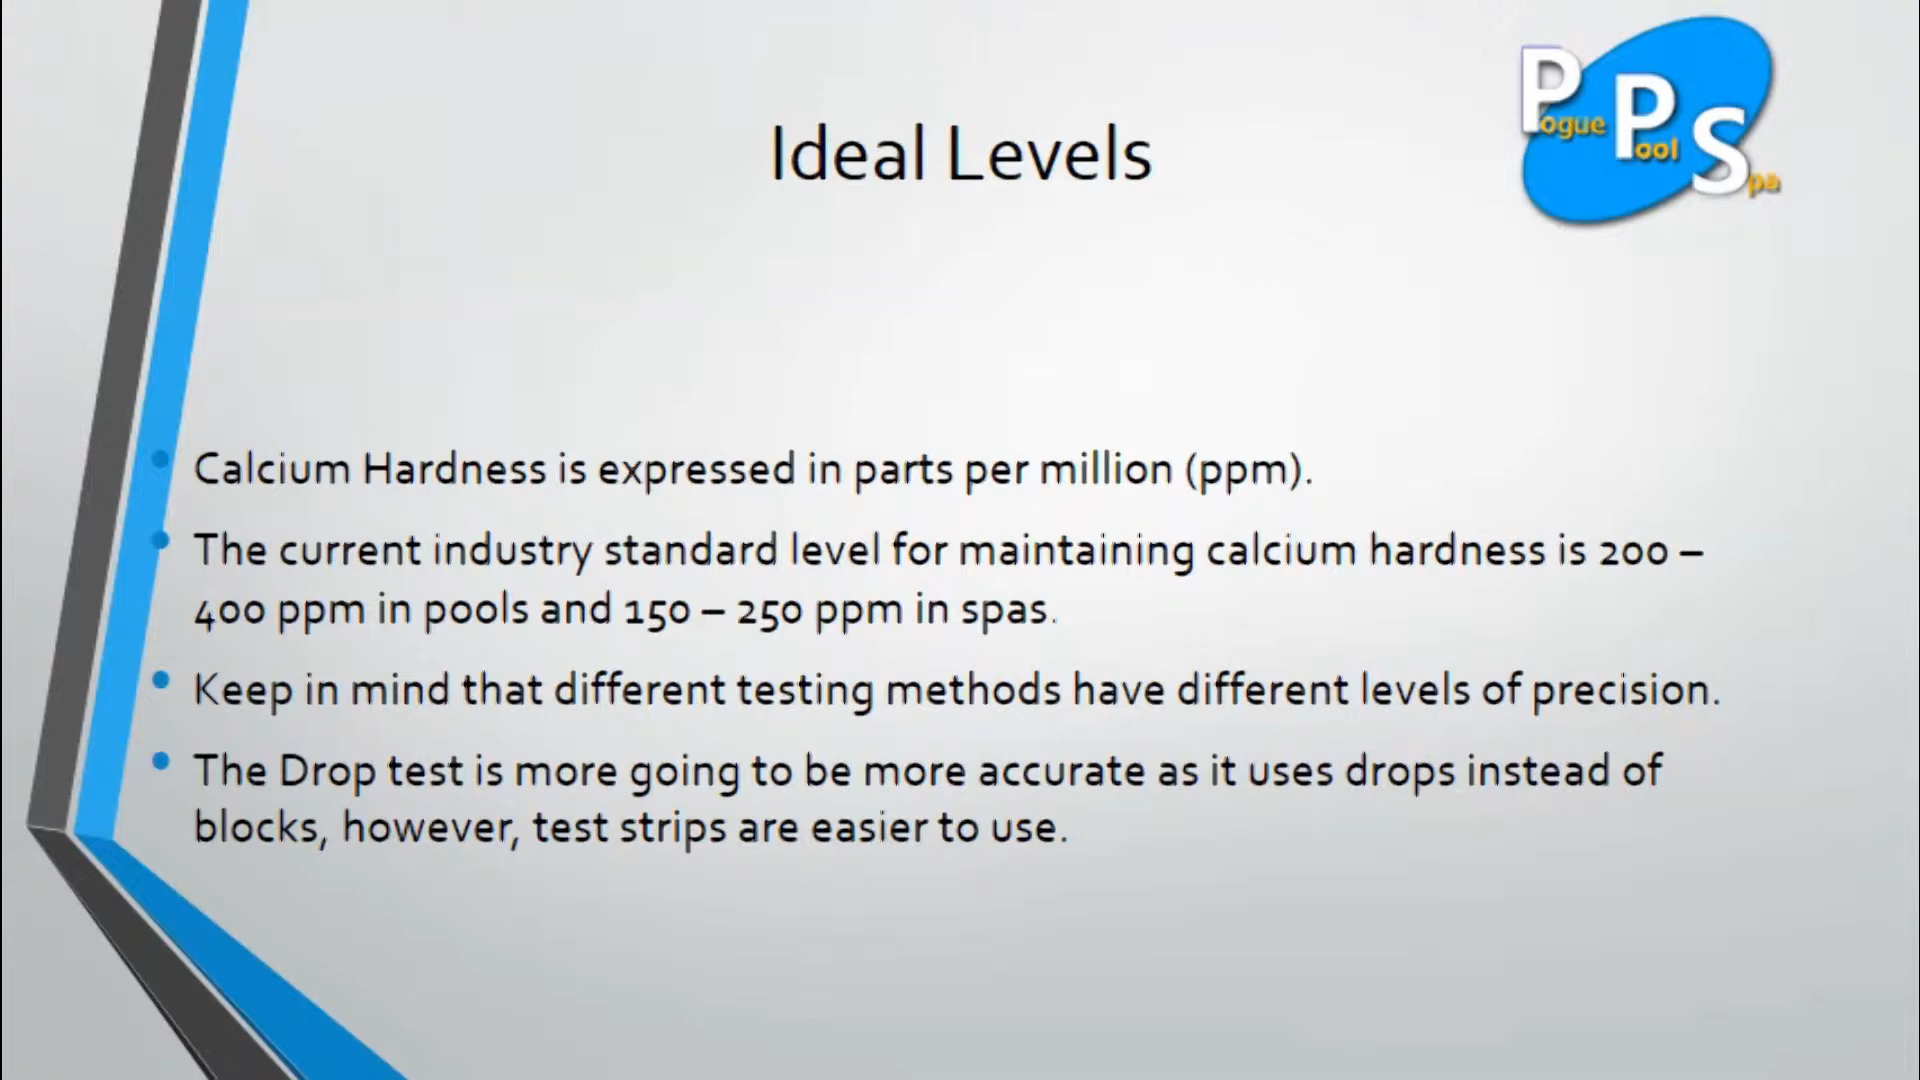 Pogue Pool Spa
Ideal Levels
• Calcium Hardness is expressed in parts per million (ppm).
• The current industry standard level for maintaining calcium hardness is 200 –
400 ppm in pools and 150 – 250 ppm in spas.
• Keep in mind that different testing methods have different levels of precision.
• The Drop test is more going to be more accurate as it uses drops instead of
blocks, however, test strips are easier to use.